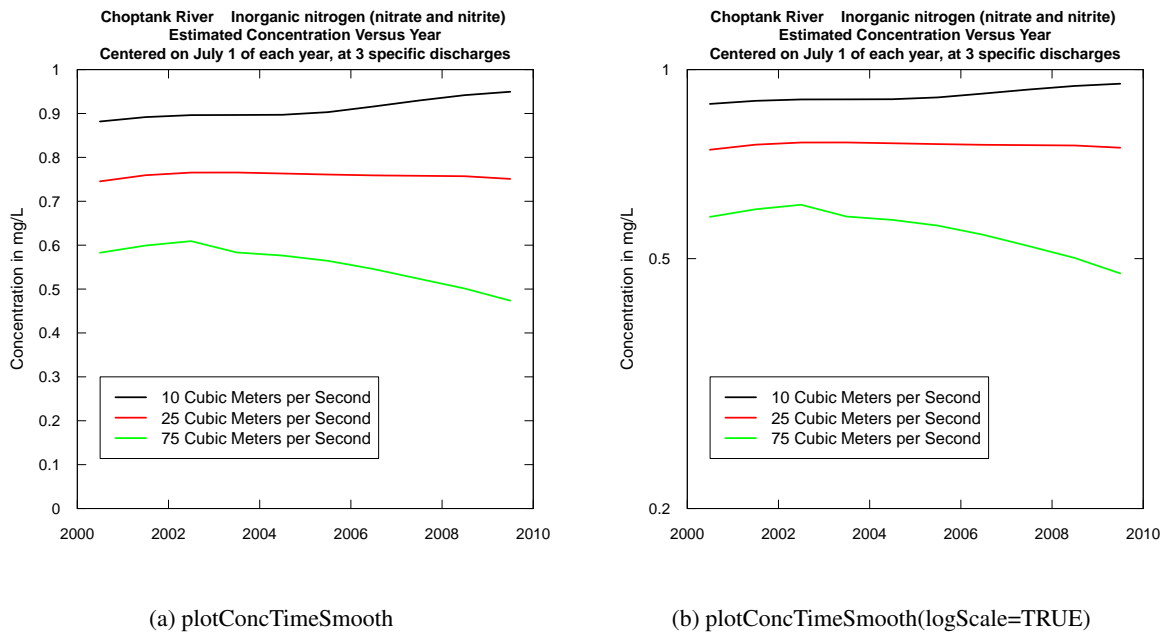 Choptank River Inorganic nitrogen (nitrate and nitrite)
Estimated Concentration Versus Year
Centered on July 1 of each year, at 3 specific discharges
Concentration in mg/L
1
0.9
0.8
0.7
0.6
0.5
0.4
0.3
0.2
0.1
0
10 Cubic Meters per Second
25 Cubic Meters per Second
75 Cubic Meters per Second
2000 2002 2004 2006 2008 2010
(a) plotConcTimeSmooth
Choptank River Inorganic nitrogen (nitrate and nitrite)
Estimated Concentration Versus Year
Centered on July 1 of each year, at 3 specific discharges
Concentration in mg/L
1
0.5
0.2
10 Cubic Meters per Second
25 Cubic Meters per Second
75 Cubic Meters per Second
2000 2002 2004 2006 2008 2010
(b) plotConcTimeSmooth(logScale=TRUE)